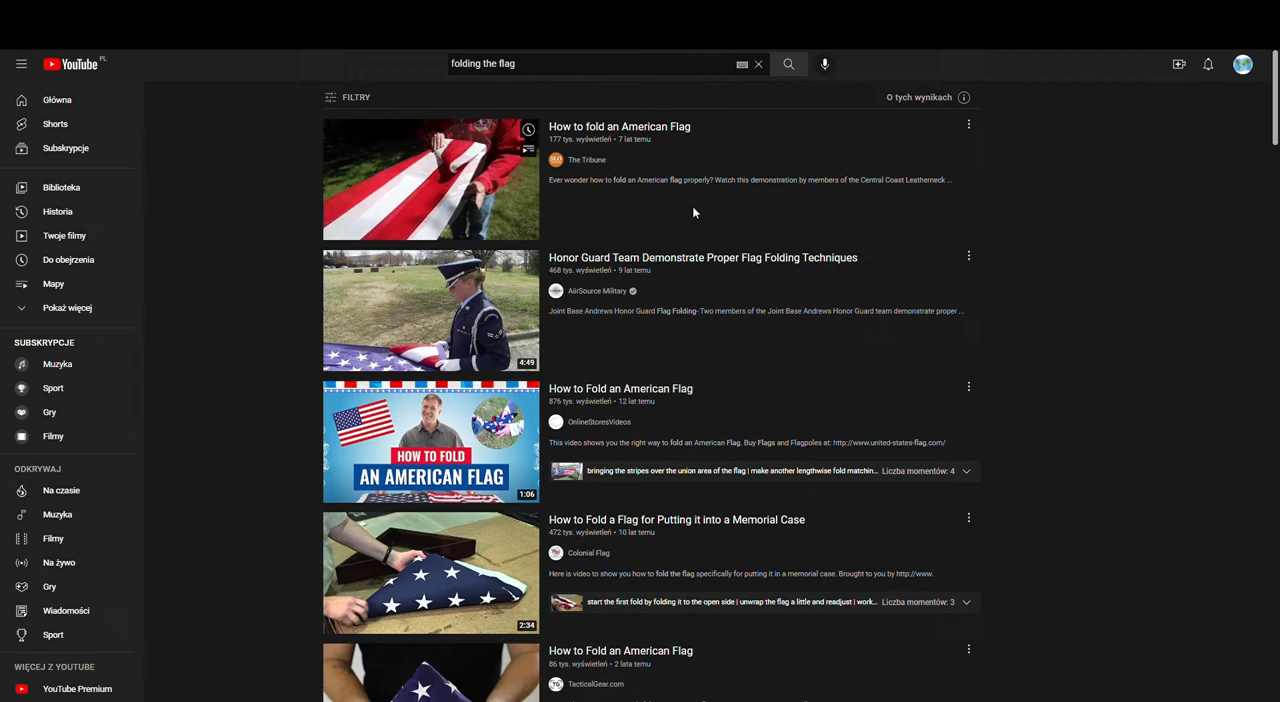 YouTube PL
folding the flag
Główna
Shorts
Subskrypcje
Biblioteka
Historia
Twoje filmy
Do obejrzenia
Mapy
Pokaż więcej
SUBSKRYPCJE
Muzyka
Sport
Gry
Filmy
ODKRYWAJ
Na czasie
Muzyka
Filmy
Na żywo
Gry
Wiadomości
Sport
WIĘCEJ Z YOUTUBE
YouTube Premium
FILTRY
O tych wynikach
How to fold an American Flag
177 tys. wyświetleń • 7 lat temu
The Tribune
Ever wonder how to fold an American flag properly? Watch this demonstration by members of the Central Coast Leatherneck ...
4:49
Honor Guard Team Demonstrate Proper Flag Folding Techniques
468 tys. wyświetleń • 9 lat temu
AiirSource Military
Joint Base Andrews Honor Guard Flag Folding- Two members of the Joint Base Andrews Honor Guard team demonstrate proper ...
HOW TO FOLD
AN AMERICAN FLAG
1:06
How to Fold an American Flag
876 tys. wyświetleń • 12 lat temu
OnlineStoresVideos
This video shows you the right way to fold an American Flag. Buy Flags and Flagpoles at: http://www.united-states-flag.com/
bringing the stripes over the union area of the flag | make another lengthwise fold matchin... Liczba momentów: 4
2:34
How to Fold a Flag for Putting it into a Memorial Case
472 tys. wyświetleń • 10 lat temu
Colonial Flag
Here is video to show you how to fold the flag specifically for putting it in a memorial case. Brought to you by http://www.
start the first fold by folding it to the open side | unwrap the flag a little and readjust | work... Liczba momentów: 3
How to Fold an American Flag
86 tys. wyświetleń • 2 lata temu
TG
TacticalGear.com